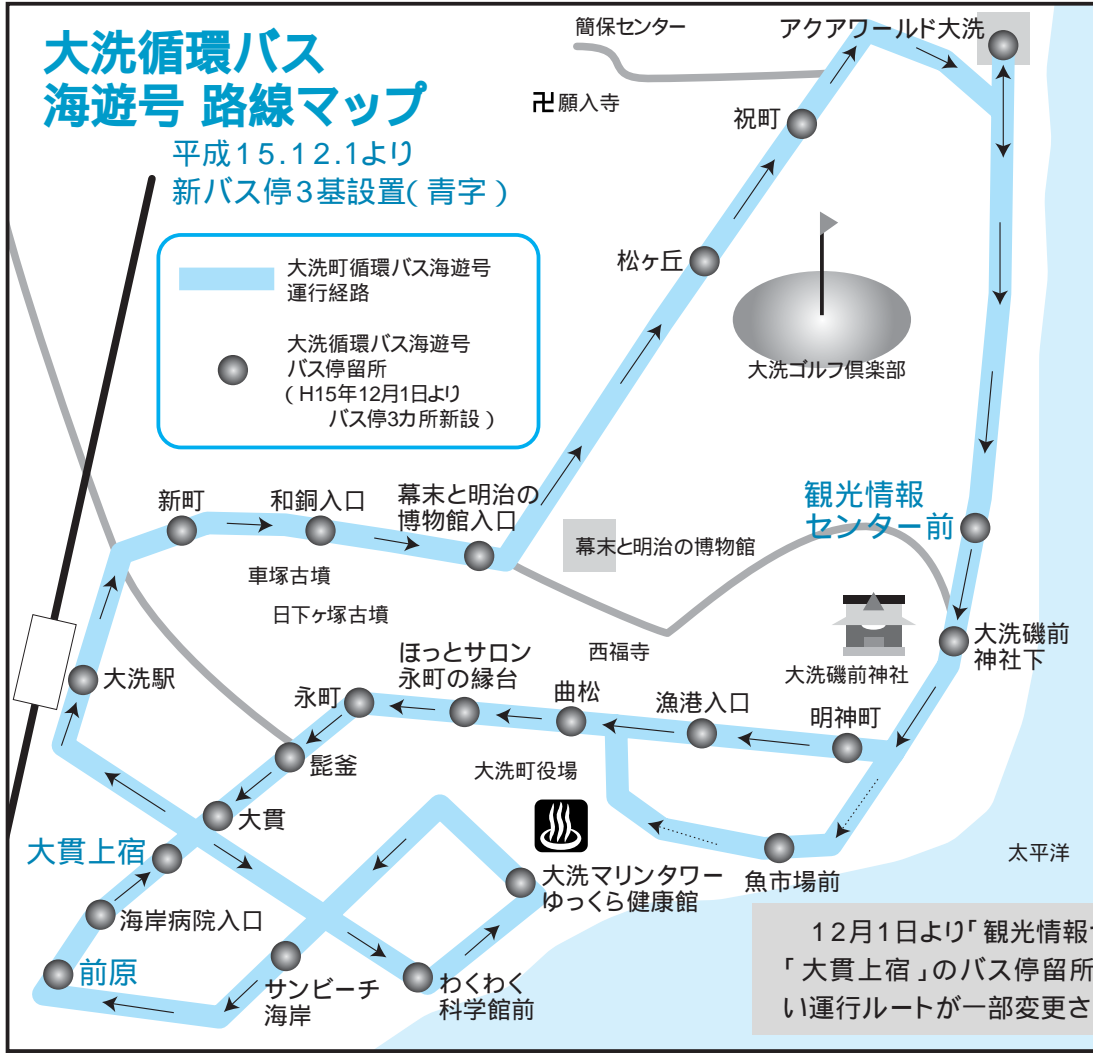 大洗循環バス
海遊号 路線マップ
平成15.12.1より
新バス停3基設置(青字)
大洗町循環バス海遊号
運行経路
大洗循環バス海遊号
バス停留所
(H15年12月1日より
バス停3カ所新設)
簡保センター
アクアワールド大洗
卍願入寺
祝町
松ヶ丘
大洗ゴルフ倶楽部
新町
和銅入口
幕末と明治の
博物館入口
観光情報
センター前
幕末と明治の博物館
車塚古墳
日下ヶ塚古墳
大洗駅
ほっとサロン
永町の縁台
西福寺
大洗磯前神社
大洗磯前
神社下
永町
曲松
漁港入口
明神町
髭釜
大洗町役場
大貫
大貫上宿
大洗マリンタワー
ゆっくら健康館
魚市場前
太平洋
海岸病院入口
前原
サンビーチ
海岸
わくわく
科学館前
12月1日より「観光情報
「大貫上宿」のバス停留所
い運行ルートが一部変更さ